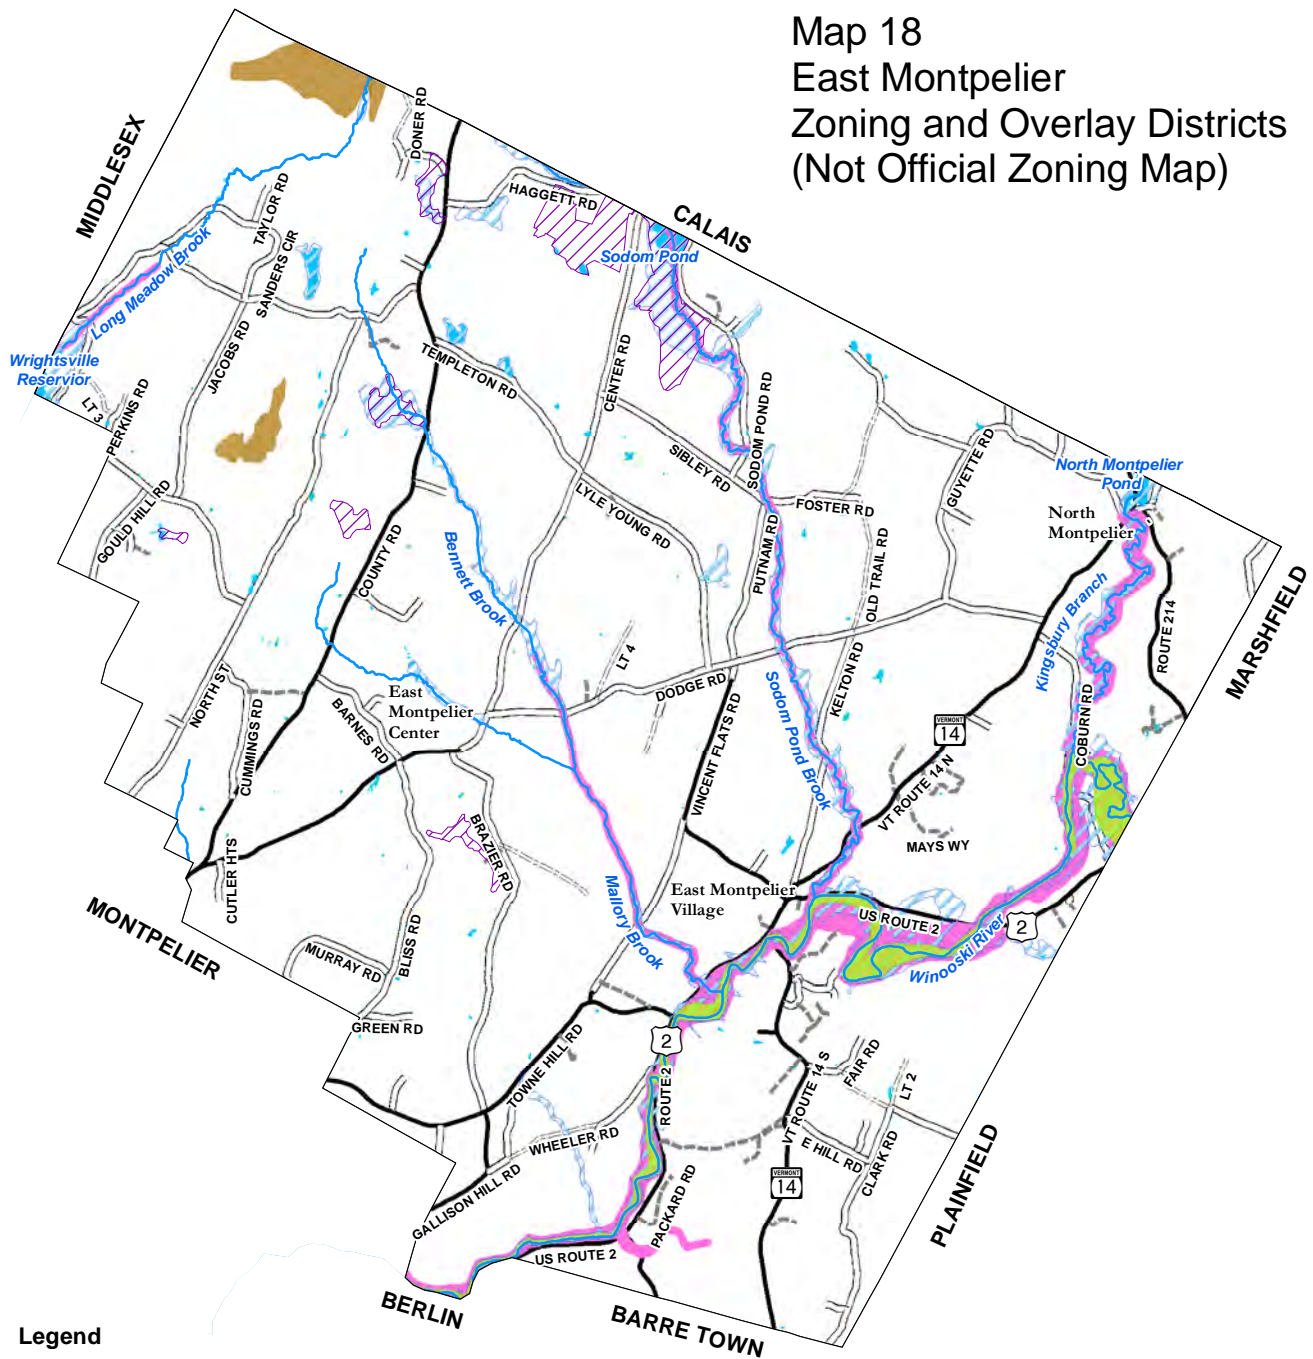 Map 18
East Montpelier
Zoning and Overlay Districts
(Not Official Zoning Map)
MIDDLESEX
DONER RD
HAGGETT RD
CALAIS
TAYLOR RD
SANDERS CIR
Long Meadow Brook
Sodom Pond
Wrightsville
Reservior
LT 3
PERKINS RD
JACOBS RD
TEMPLETON RD
CENTER RD
SODOM POND RD
SIBLEY RD
GUYETTE RD
North Montpelier
Pond
GOULD HILL RD
LYLE YOUNG RD
FOSTER RD
North
Montpelier
COUNTY RD
Bennett Brook
PUTNAM RD
OLD TRAIL RD
Kingsbury Branch
ROUTE 214
MARSHFIELD
LT 4
DODGE RD
KELTON RD
NORTH ST
CUMMINGS RD
BARNES RD
East
Montpelier
Center
VINCENT FLATS RD
Sodom Pond Brook
VERMONT
14
COBURN RD
VT ROUTE 14 N
MAYS WY
BRAZIER RD
CUTLER HTS
East Montpelier
Village
US ROUTE 2
2
Winooski River
Mallory Brook
MONTPELIER
BLISS RD
MURRAY RD
GREEN RD
2
TOWNE HILL RD
ROUTE 2
VT ROUTE 14 S
FAIR RD
LT 2
WHEELER RD
E HILL RD
CLARK RD
GALLISON HILL RD
PACKARD RD
VERMONT
14
PLAINFIELD
US ROUTE 2
BERLIN
BARRE TOWN
Legend